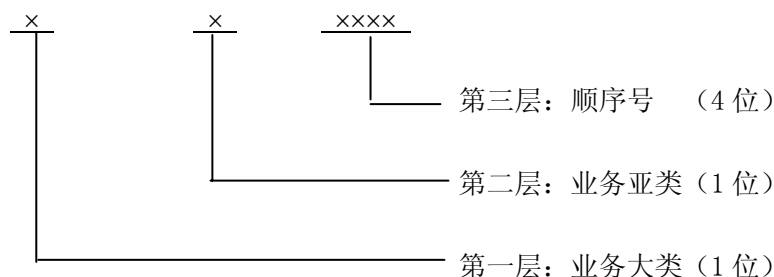 × × ××××
第三层：顺序号 （4 位）
第二层：业务亚类（1 位）
第一层：业务大类（1 位）